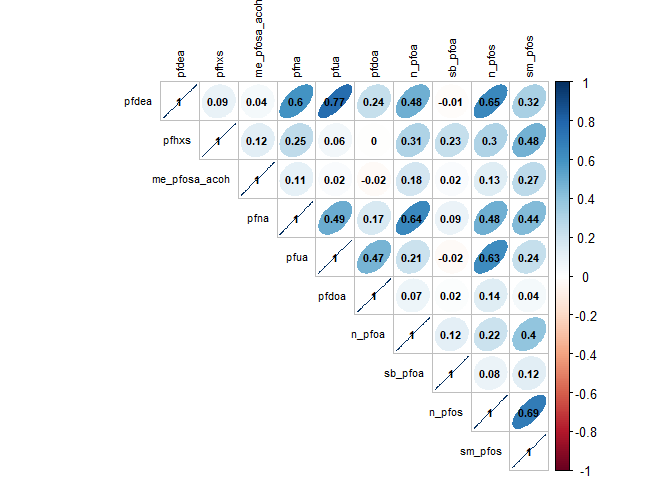 pfdea pfhxs me_pfosa_acoh pfna pfua pfdoa n_pfoa sb_pfoa n_pfos sm_pfos
pfdea 1 0.09 0.04 0.6 0.77 0.24 0.48 -0.01 0.65 0.32
pfhxs 1 0.12 0.25 0.06 0 0.31 0.23 0.3 0.48
me_pfosa_acoh 1 0.11 0.02 -0.02 0.18 0.02 0.13 0.27
pfna 1 0.49 0.17 0.64 0.09 0.48 0.44
pfua 1 0.47 0.21 -0.02 0.63 0.24
pfdoa 1 0.07 0.02 0.14 0.04
n_pfoa 1 0.12 0.22 0.4
sb_pfoa 1 0.08 0.12
n_pfos 1 0.69
sm_pfos 1
1
0.8
0.6
0.4
0.2
0
-0.2
-0.4
-0.6
-0.8
-1